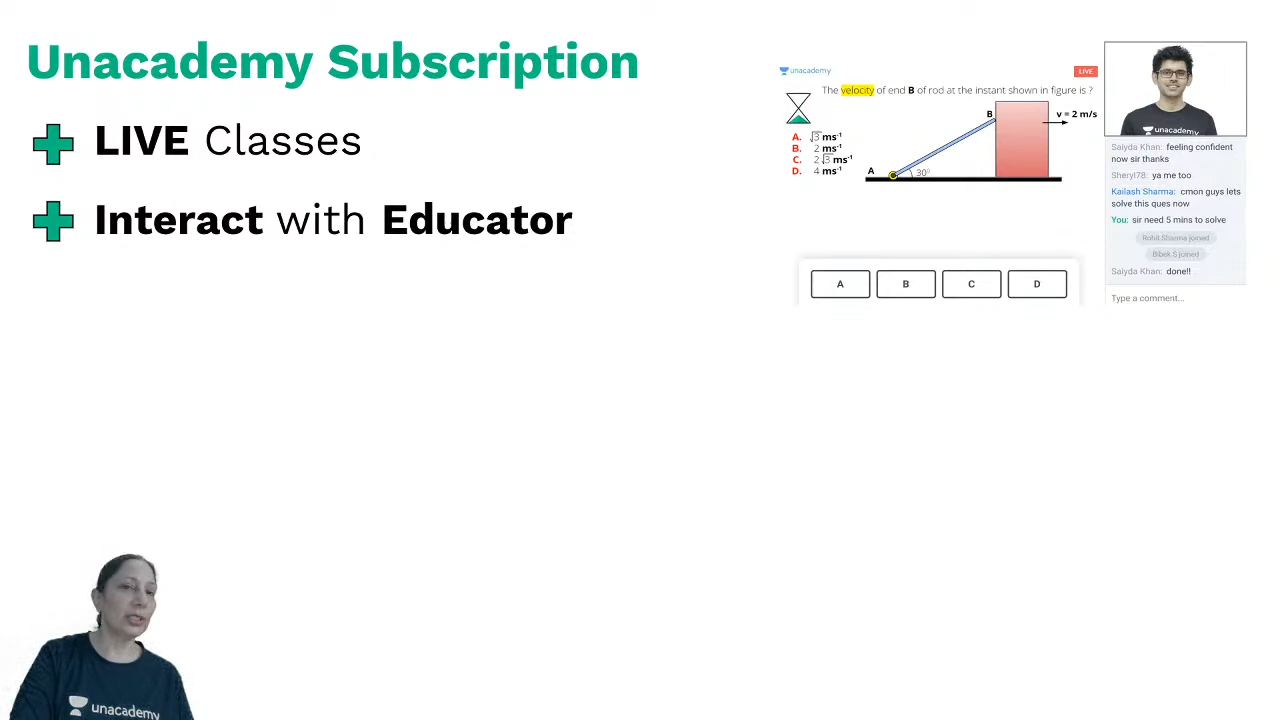 Unacademy Subscription
LIVE Classes
Interact with Educator
unacademy
LIVE
The velocity of end B of rod at the instant shown in figure is ?
A. √3 ms⁻¹
B. 2 ms⁻¹
C. 2√3 ms⁻¹
D. 4 ms⁻¹
B
v = 2 m/s
A
30⁰
A
B
C
D
unacademy
Saiyda Khan: feeling confident
now sir thanks
Sheryl78: ya me too
Kailash Sharma: cmon guys lets
solve this ques now
You: sir need 5 mins to solve
Rohit Sharma joined
Bibek S joined
Saiyda Khan: done!!
Type a comment...
unacademy